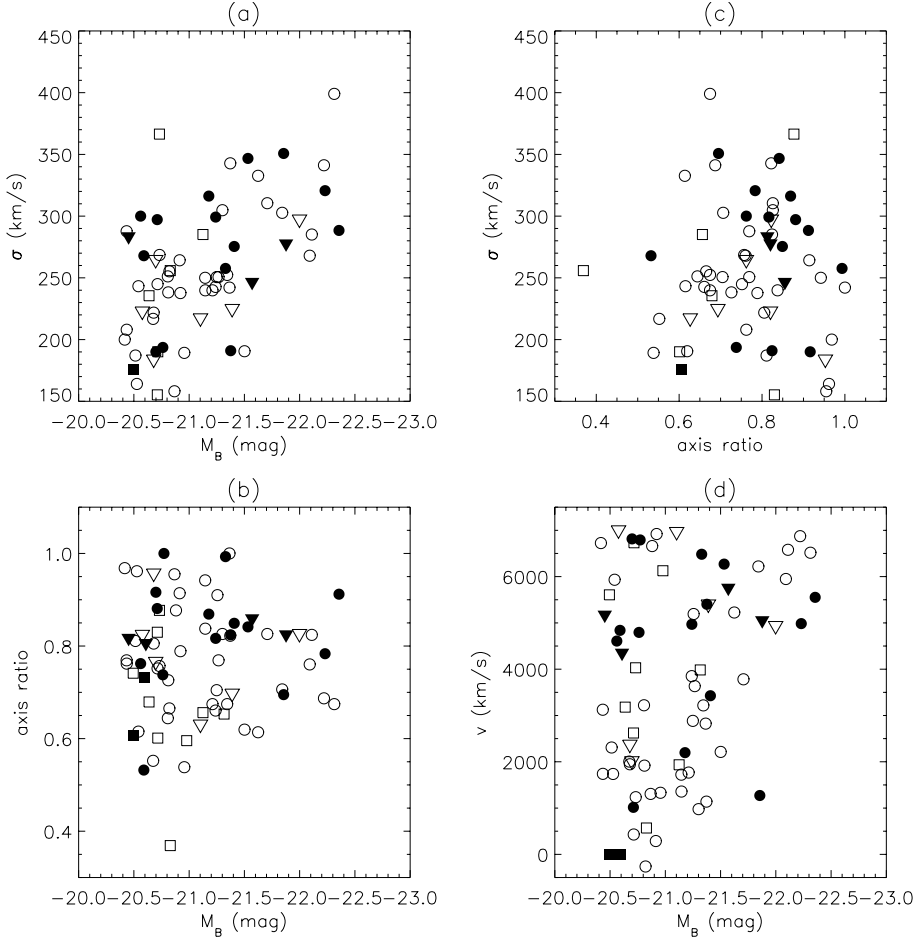 (a)
450
400
350
300
250
200
150
σ (km/s)
-20.0-20.5-21.0-21.5-22.0-22.5-23.0
M_B (mag)
(c)
450
400
350
300
250
200
150
σ (km/s)
0.4 0.6 0.8 1.0
axis ratio
(b)
1.0
0.8
0.6
0.4
axis ratio
-20.0-20.5-21.0-21.5-22.0-22.5-23.0
M_B (mag)
(d)
6000
4000
2000
0
v (km/s)
-20.0-20.5-21.0-21.5-22.0-22.5-23.0
M_B (mag)